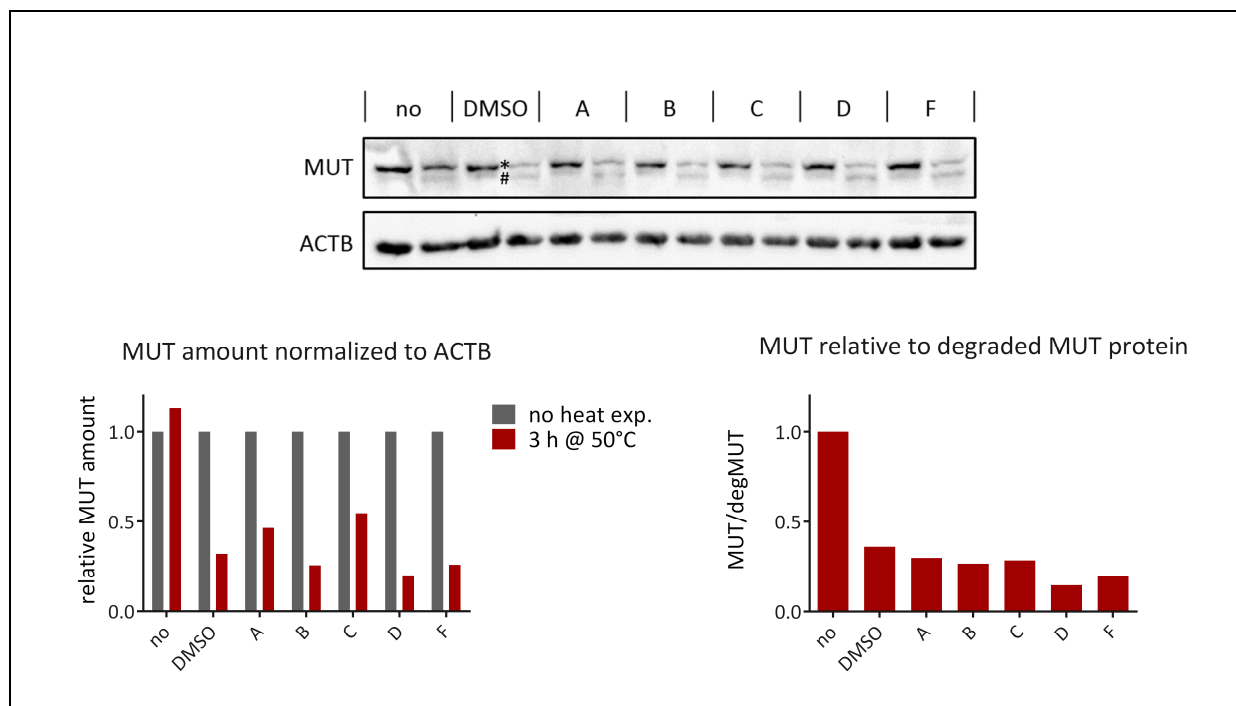 no DMSO A B C D F
MUT * #
ACTB
MUT amount normalized to ACTB
relative MUT amount
1.0
0.5
0.0
no DMSO A B C D F
no heat exp.
3 h @ 50°C
MUT relative to degraded MUT protein
MUT/degMUT
1.0
0.5
0.0
no DMSO A B C D F